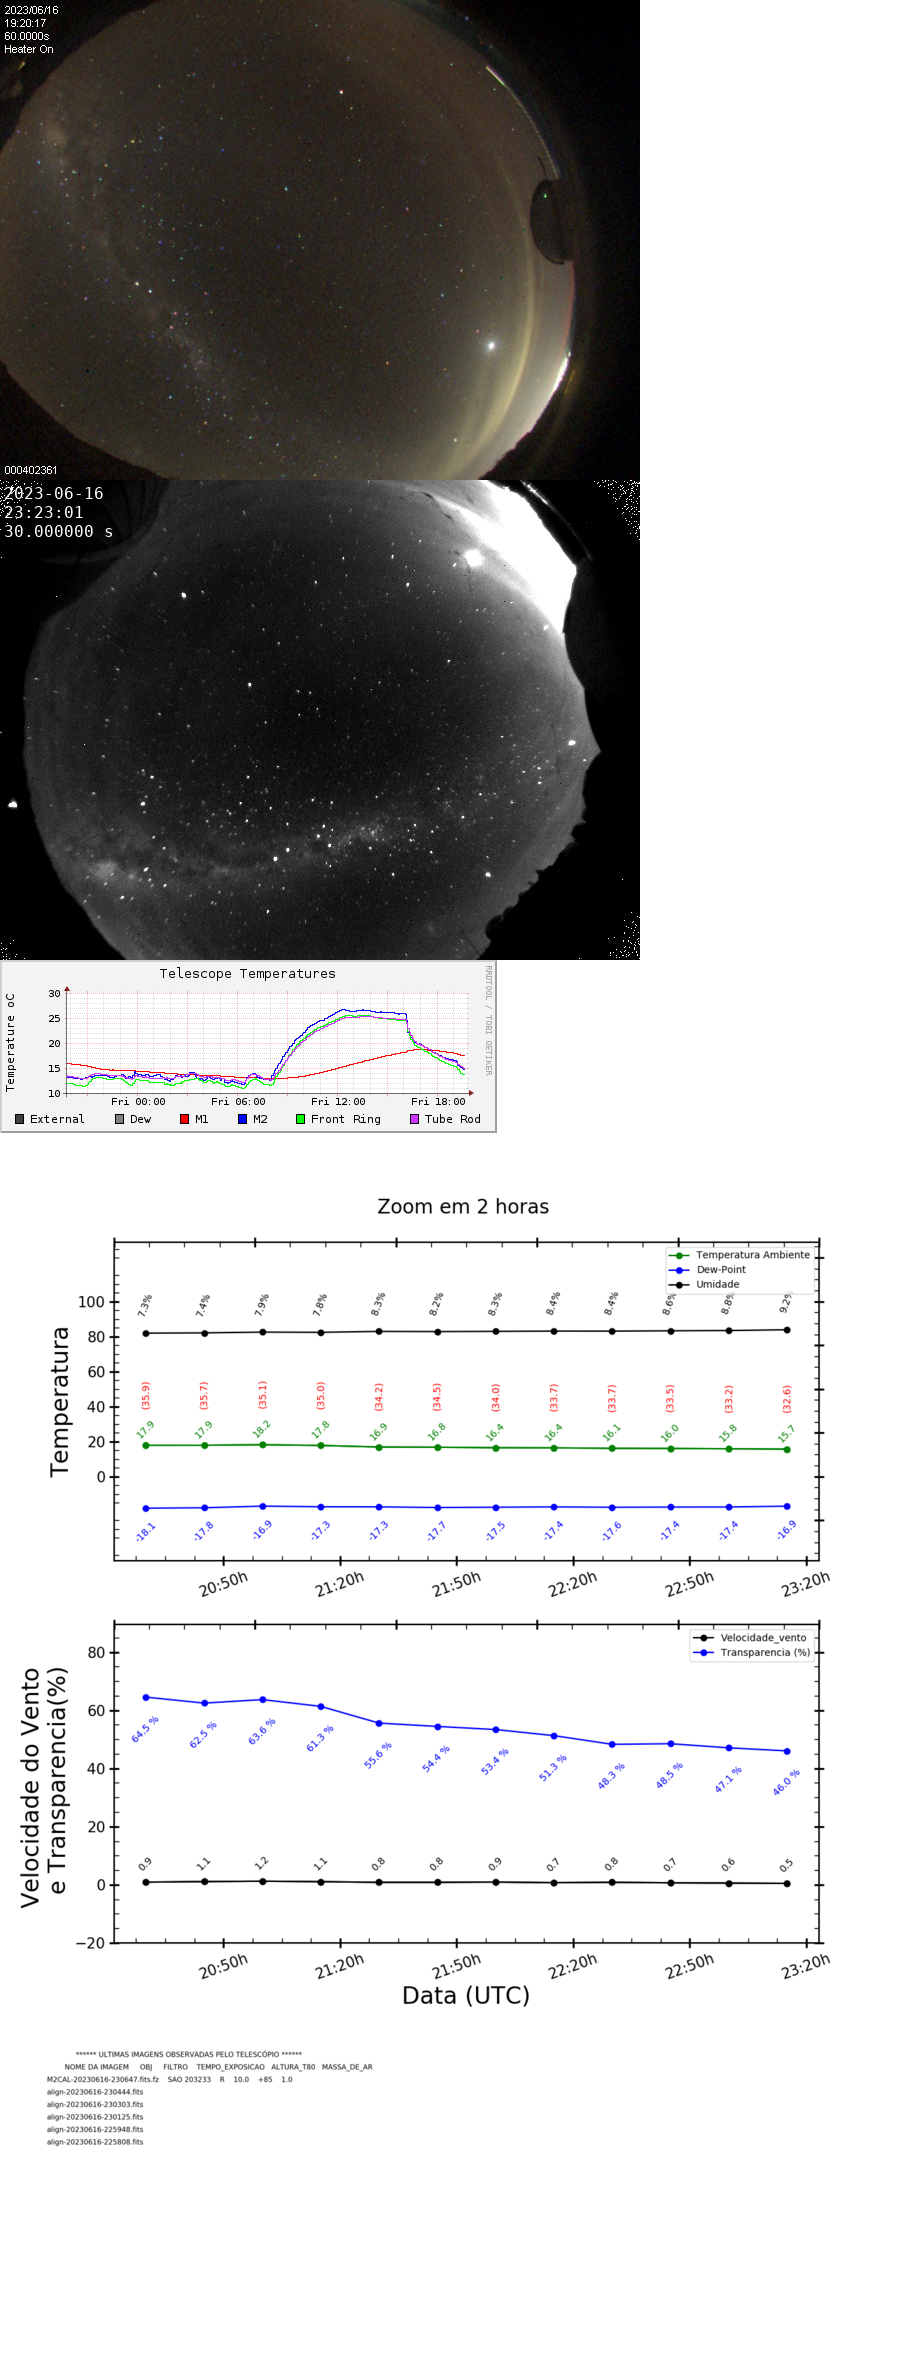 2023/06/16
19:20:17
60.0000s
Heater On
000402361
2023-06-16
23:23:01
30.000000 s
Telescope Temperatures
RRDTOOL / TOBI OETIKER
Temperature oC
30
25
20
15
10
Fri 00:00 Fri 06:00 Fri 12:00 Fri 18:00
External Dew M1 M2 Front Ring Tube Rod
Zoom em 2 horas
Temperatura Ambiente
Dew-Point
Umidade
7.3% 7.4% 7.9% 7.8% 8.3% 8.2% 8.3% 8.4% 8.4% 8.6% 8.8% 9.2%
(35.9) (35.7) (35.1) (35.0) (34.2) (34.5) (34.0) (33.7) (33.7) (33.5) (33.2) (32.6)
17.9 17.9 18.2 17.8 16.9 16.8 16.4 16.4 16.1 16.0 15.8 15.7
-18.1 -17.8 -16.9 -17.3 -17.3 -17.7 -17.5 -17.4 -17.6 -17.4 -17.4 -16.9
Temperatura
100
80
60
40
20
0
20:50h 21:20h 21:50h 22:20h 22:50h 23:20h
Velocidade_vento
Transparencia (%)
64.5 % 62.5 % 63.6 % 61.3 % 55.6 % 54.4 % 53.4 % 51.3 % 48.3 % 48.5 % 47.1 % 46.0 %
0.9 1.1 1.2 1.1 0.8 0.8 0.9 0.7 0.8 0.7 0.6 0.5
Velocidade do Vento
e Transparencia(%)
80
60
40
20
0
−20
20:50h 21:20h 21:50h 22:20h 22:50h 23:20h
Data (UTC)
****** ULTIMAS IMAGENS OBSERVADAS PELO TELESCÓPIO ******
NOME DA IMAGEM OBJ FILTRO TEMPO_EXPOSICAO ALTURA_T80 MASSA_DE_AR
M2CAL-20230616-230647.fits.fz SAO 203233 R 10.0 +85 1.0
align-20230616-230444.fits
align-20230616-230303.fits
align-20230616-230125.fits
align-20230616-225948.fits
align-20230616-225808.fits